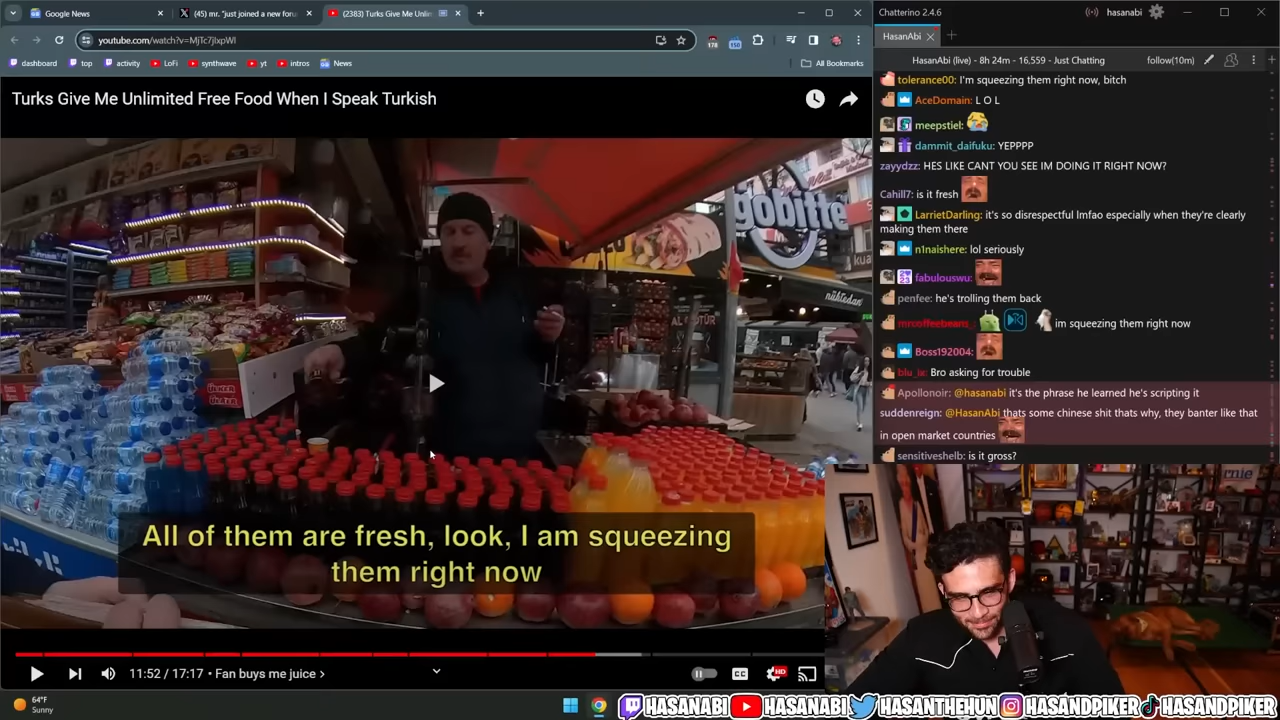 Google News
(45) mr. "just joined a new foru
(2383) Turks Give Me Unlim
youtube.com/watch?v=MjTc7jIxpWI
dashboard
top
activity
LoFi
synthwave
yt
intros
News
All Bookmarks
Turks Give Me Unlimited Free Food When I Speak Turkish
gobitte
ÜLKER
All of them are fresh, look, I am squeezing
them right now
11:52 / 17:17 • Fan buys me juice >
CC
HD
64°F
Sunny
Chatterino 2.4.6
hasanabi
HasanAbi
HasanAbi (live) - 8h 24m - 16,559 - Just Chatting
follow(10m)
tolerance00: I'm squeezing them right now, bitch
AceDomain: L O L
meepstiel:
dammit_daifuku: YEPPPP
zayydzz: HES LIKE CANT YOU SEE IM DOING IT RIGHT NOW?
Cahill7: is it fresh
LarrietDarling: it's so disrespectful lmfao especially when they're clearly
making them there
n1naishere: lol seriously
fabulouswu:
penfee: he's trolling them back
mrcoffeebeans_: im squeezing them right now
Boss192004:
blu_ix: Bro asking for trouble
Apollonoir: @hasanabi it's the phrase he learned he's scripting it
suddenreign: @HasanAbi thats some chinese shit thats why, they banter like that
in open market countries
sensitiveshelb: is it gross?
HASANABI HASANABI HASANTHEHUN HASANDPIKER HASANDPIKER